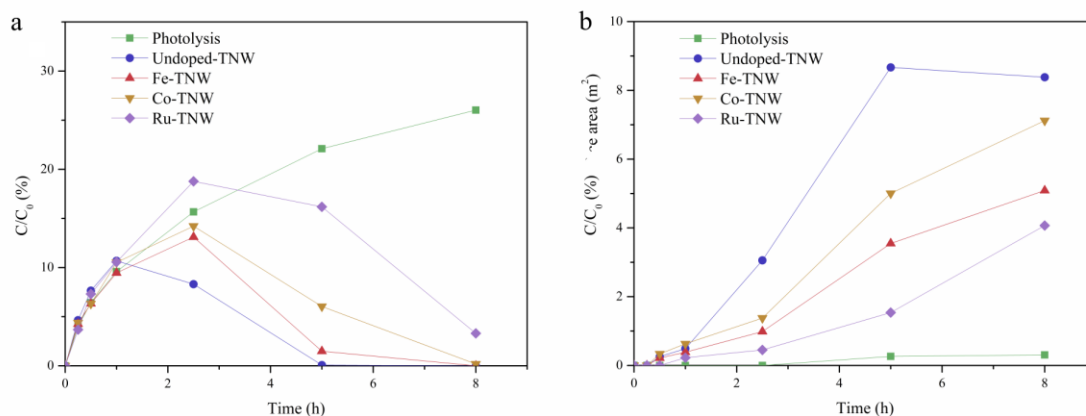 a
35
30
20
10
0
C/C0 (%)
Photolysis
Undoped-TNW
Fe-TNW
Co-TNW
Ru-TNW
0 2 4 6 8
Time (h)
b
10
8
6
4
2
0
C/C0 (%) area (m2)
Photolysis
Undoped-TNW
Fe-TNW
Co-TNW
Ru-TNW
0 2 4 6 8
Time (h)